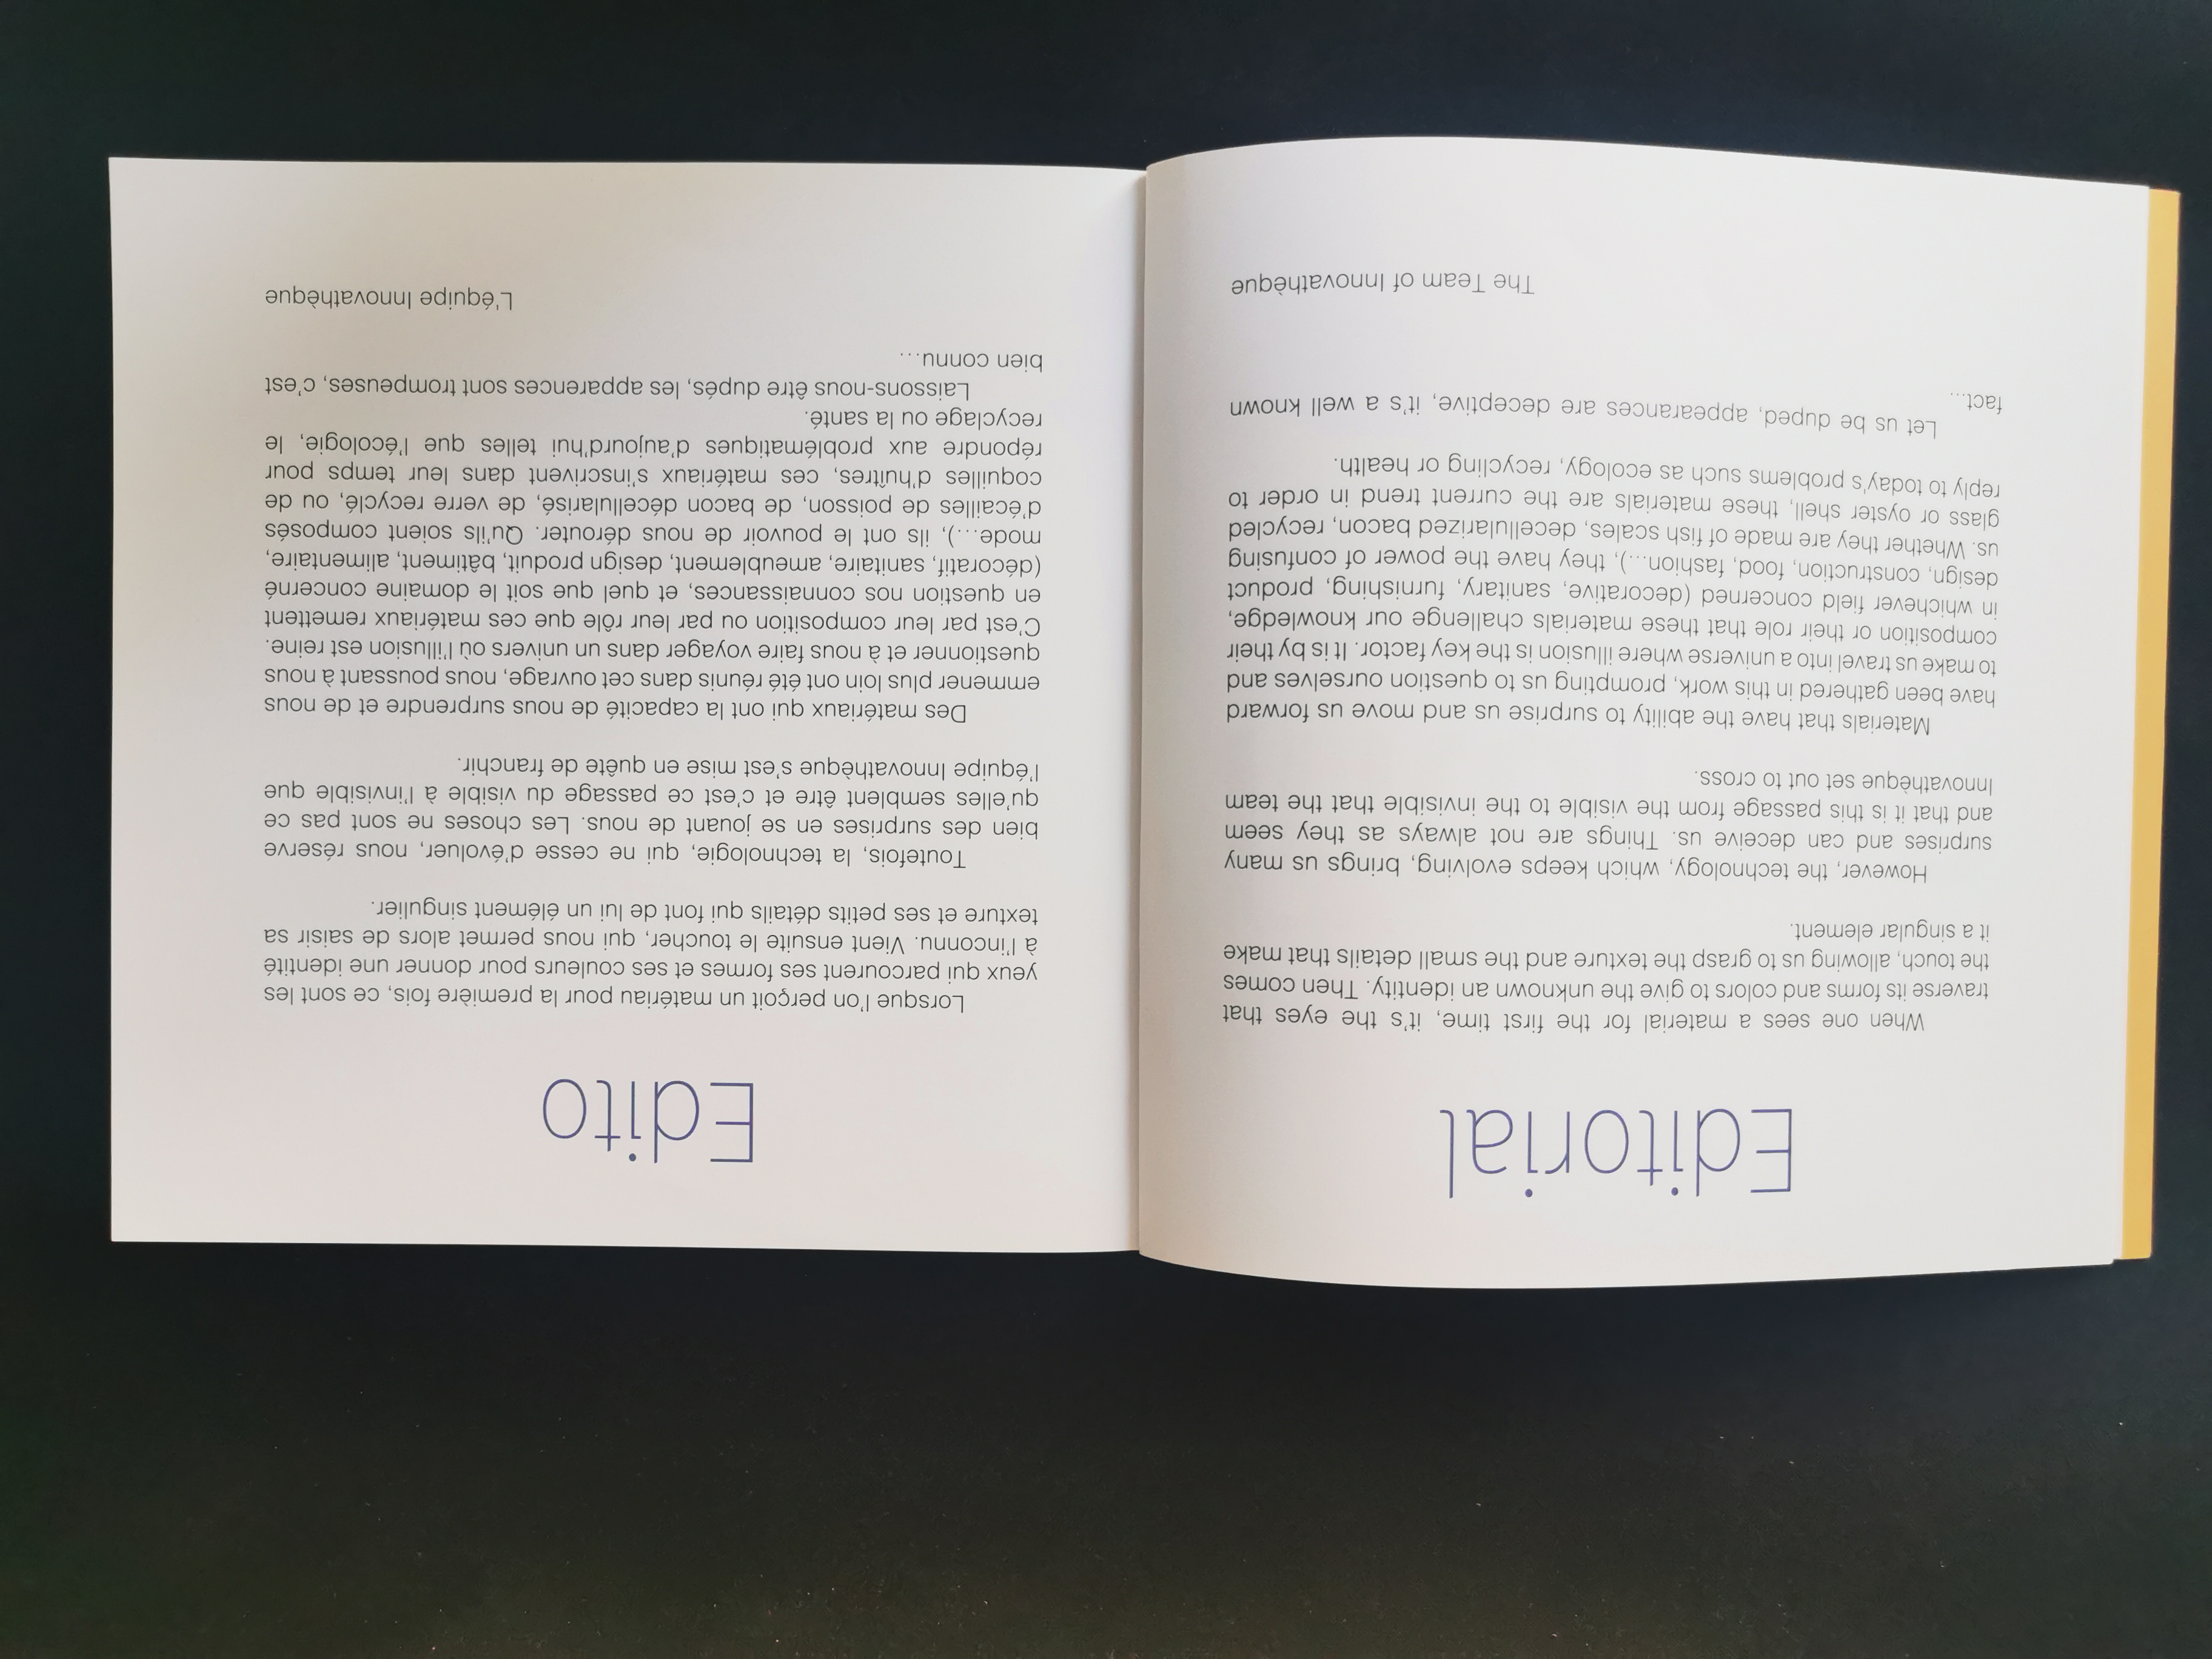 Editorial
When one sees a material for the first time, it's the eyes that
traverse its forms and colors to give the unknown an identity. Then comes
the touch, allowing us to grasp the texture and the small details that make
it a singular element.
However, the technology, which keeps evolving, brings us many
surprises and can deceive us. Things are not always as they seem
and that it is this passage from the visible to the invisible that the team
Innovathèque set out to cross.
Materials that have the ability to surprise us and move us forward
have been gathered in this work, prompting us to question ourselves and
to make us travel into a universe where illusion is the key factor. It is by their
composition or their role that these materials challenge our knowledge,
in whichever field concerned (decorative, sanitary, furnishing, product
design, construction, food, fashion...), they have the power of confusing
us. Whether they are made of fish scales, decellularized bacon, recycled
glass or oyster shell, these materials are the current trend in order to
reply to today's problems such as ecology, recycling or health.
Let us be duped, appearances are deceptive, it's a well known
fact...
The Team of Innovathèque
Edito
Lorsque l'on perçoit un matériau pour la première fois, ce sont les
yeux qui parcourent ses formes et ses couleurs pour donner une identité
à l'inconnu. Vient ensuite le toucher, qui nous permet alors de saisir sa
texture et ses petits détails qui font de lui un élément singulier.
Toutefois, la technologie, qui ne cesse d'évoluer, nous réserve
bien des surprises en se jouant de nous. Les choses ne sont pas ce
qu'elles semblent être et c'est ce passage du visible à l'invisible que
l'équipe Innovathèque s'est mise en quête de franchir.
Des matériaux qui ont la capacité de nous surprendre et de nous
emmener plus loin ont été réunis dans cet ouvrage, nous poussant à nous
questionner et à nous faire voyager dans un univers où l'illusion est reine.
C'est par leur composition ou par leur rôle que ces matériaux remettent
en question nos connaissances, et quel que soit le domaine concerné
(décoratif, sanitaire, ameublement, design produit, bâtiment, alimentaire,
mode...), ils ont le pouvoir de nous dérouter. Qu'ils soient composés
d'écailles de poisson, de bacon décellularisé, de verre recyclé, ou de
coquilles d'huîtres, ces matériaux s'inscrivent dans leur temps pour
répondre aux problématiques d'aujourd'hui telles que l'écologie, le
recyclage ou la santé.
Laissons-nous être dupés, les apparences sont trompeuses, c'est
bien connu...
L'équipe Innovathèque